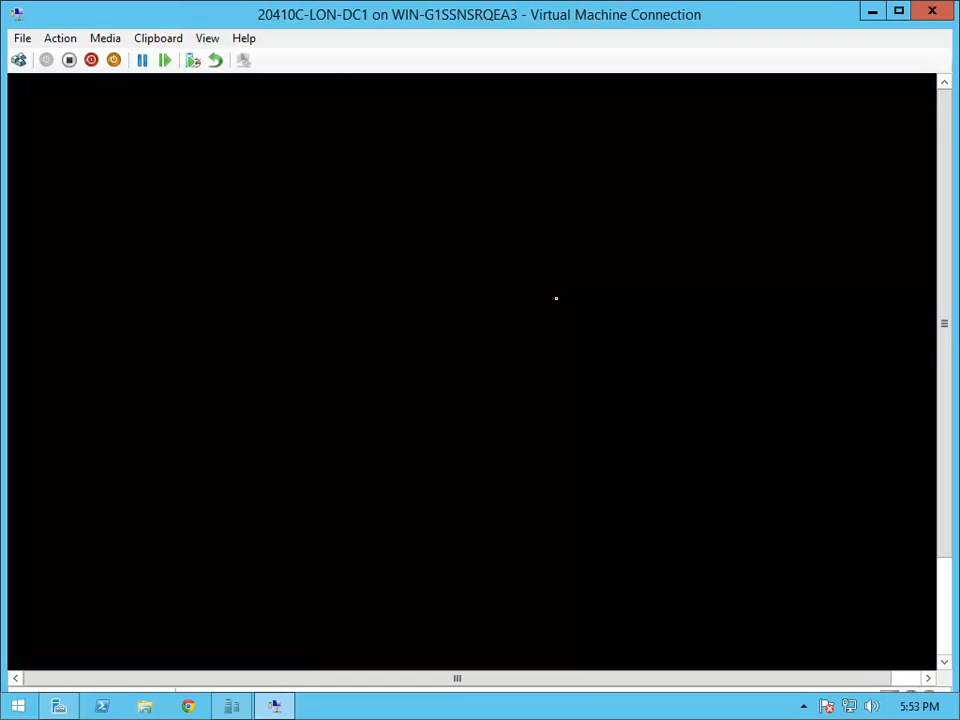 20410C-LON-DC1 on WIN-G1SSNSRQEA3 - Virtual Machine Connection
File Action Media Clipboard View Help
5:53 PM